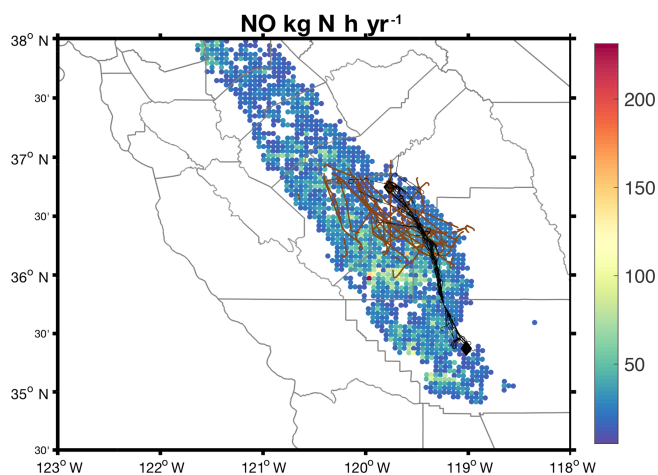 NO kg N h yr-1
38° N
30'
37° N
30'
36° N
30'
35° N
30'
123° W
122° W
121° W
120° W
119° W
118° W
200
150
100
50